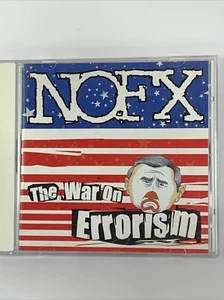 NOFX
The War on
Errorism